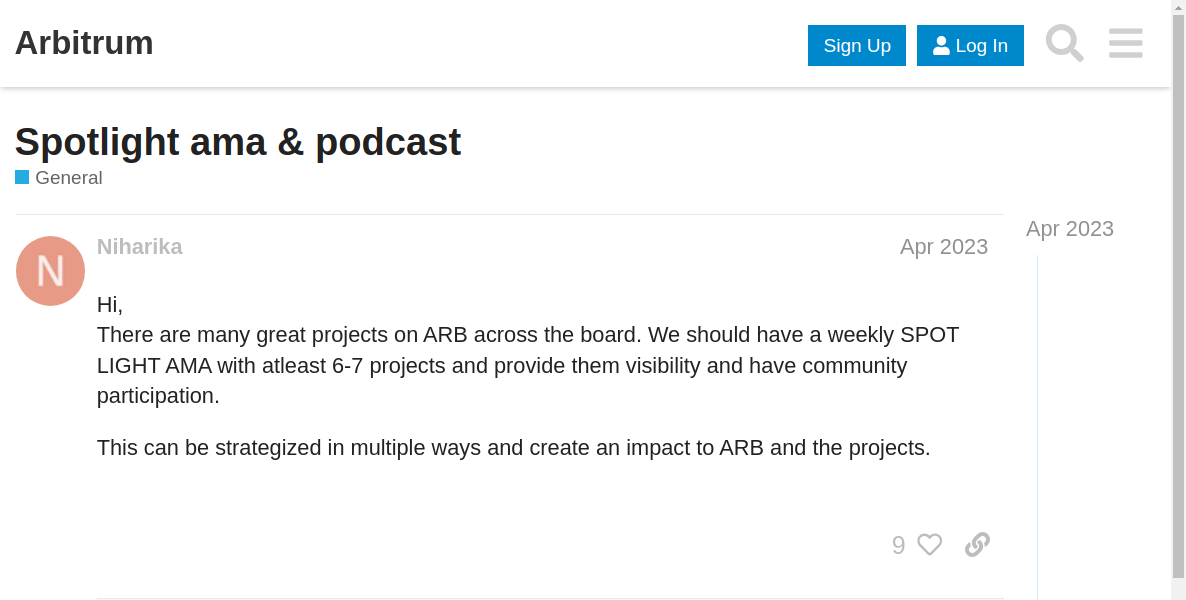 Arbitrum
Sign Up
Log In
Spotlight ama & podcast
General
Apr 2023
N
Niharika
Apr 2023
Hi,
There are many great projects on ARB across the board. We should have a weekly SPOT
LIGHT AMA with atleast 6-7 projects and provide them visibility and have community
participation.
This can be strategized in multiple ways and create an impact to ARB and the projects.
9